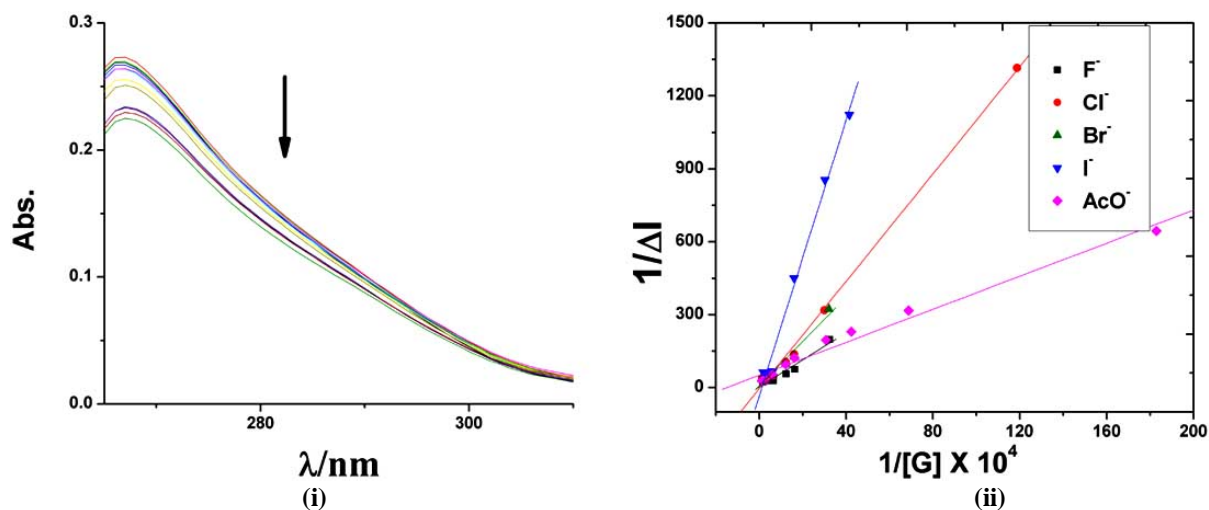 0.3
0.2
0.1
0.0
Abs.
280
300
λ/nm
(i)
1500
1200
900
600
300
0
1/ΔI
F⁻
Cl⁻
Br⁻
I⁻
AcO⁻
0
40
80
120
160
200
1/[G] X 10⁴
(ii)